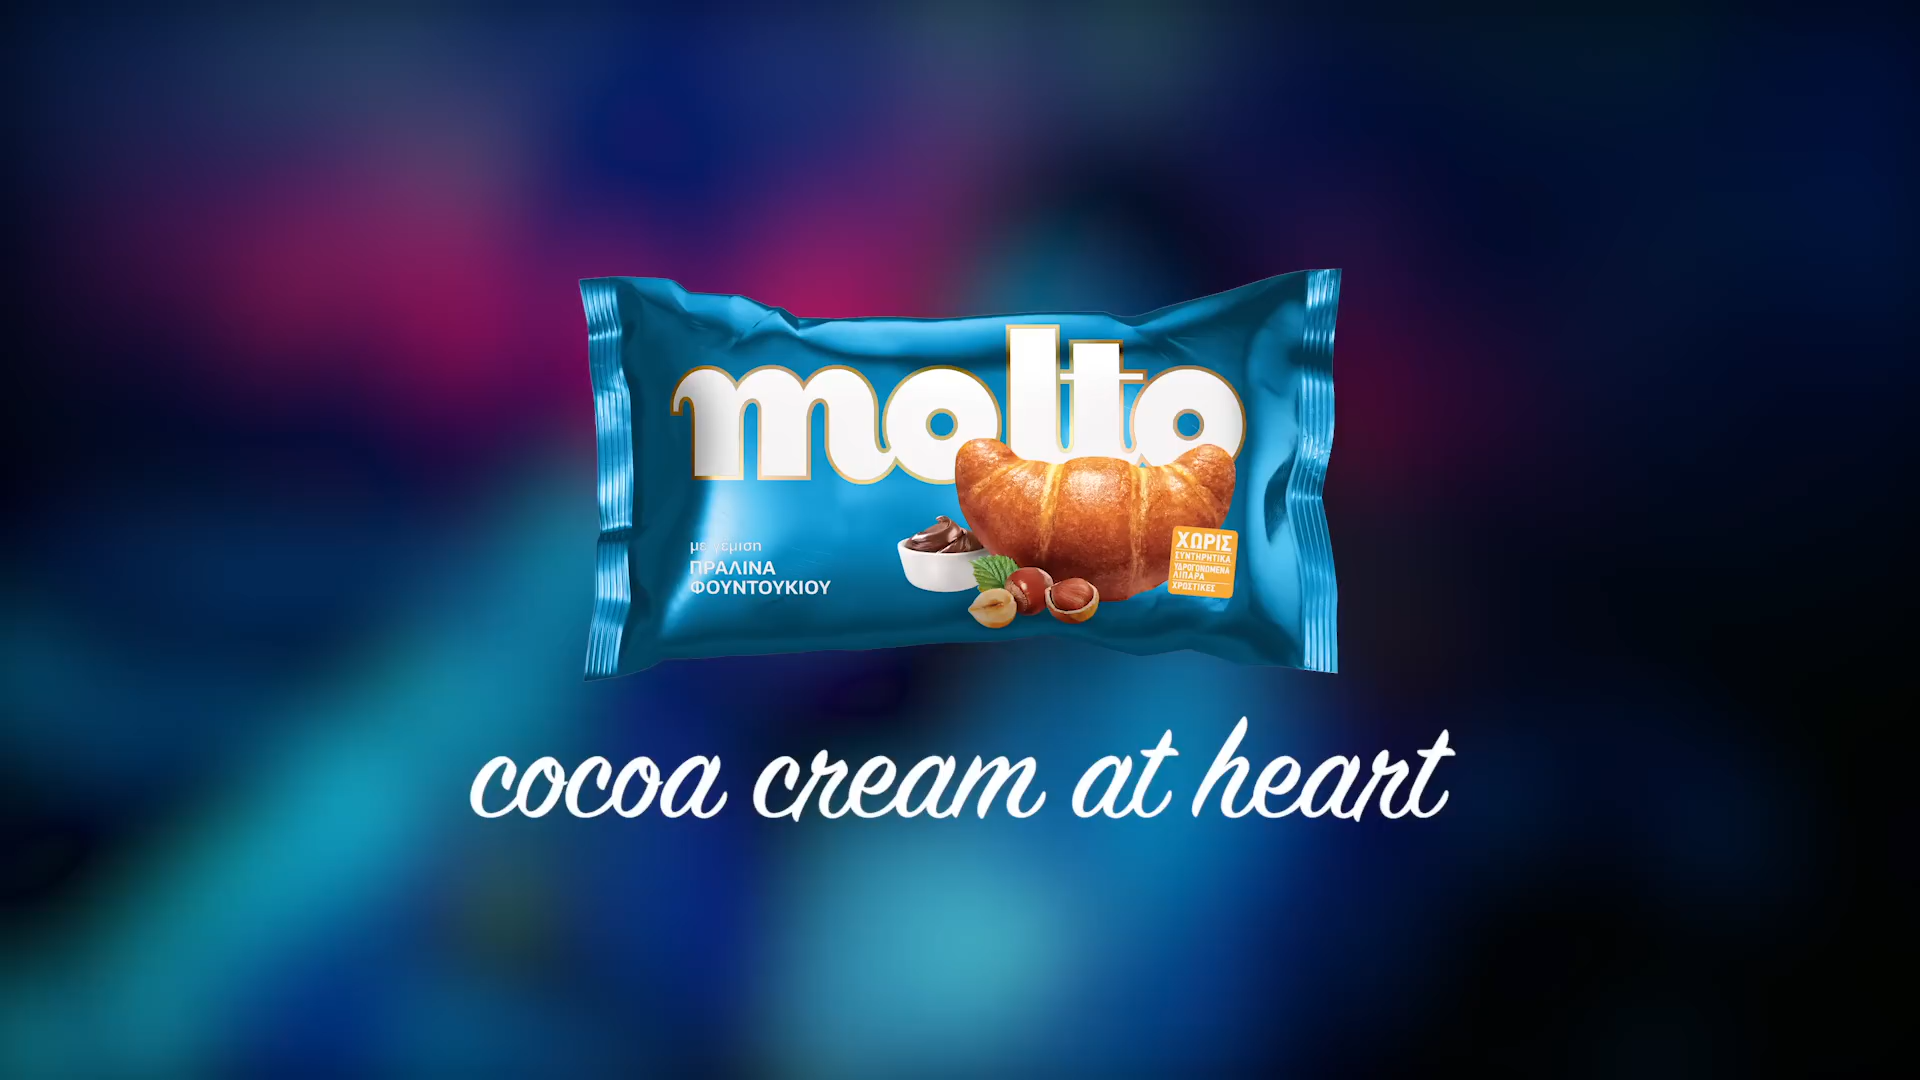 molto
με γέμιση
ΠΡΑΛΙΝΑ
ΦΟΥΝΤΟΥΚΙΟΥ
ΧΩΡΙΣ
ΣΥΝΤΗΡΗΤΙΚΑ
ΥΔΡΟΓΟΝΩΜΕΝΑ
ΛΙΠΑΡΑ
ΧΡΩΣΤΙΚΕΣ
cocoa cream at heart